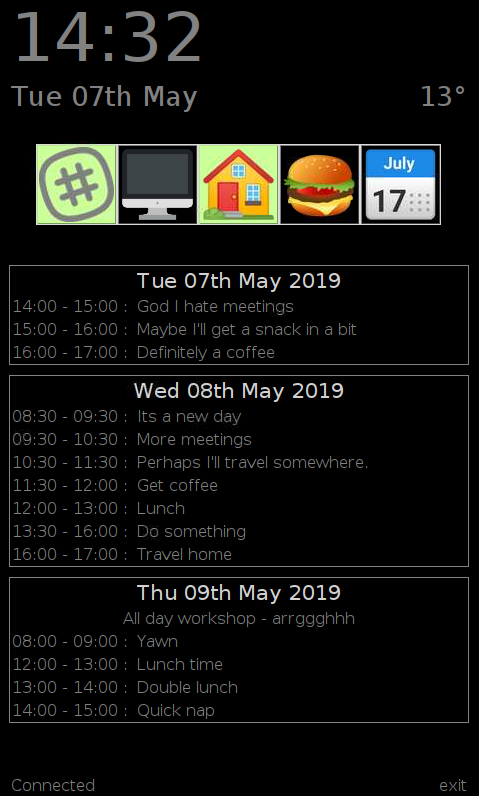 14:32
Tue 07th May 13°
#
July
17
Tue 07th May 2019
14:00 - 15:00 : God I hate meetings
15:00 - 16:00 : Maybe I'll get a snack in a bit
16:00 - 17:00 : Definitely a coffee
Wed 08th May 2019
08:30 - 09:30 : Its a new day
09:30 - 10:30 : More meetings
10:30 - 11:30 : Perhaps I'll travel somewhere.
11:30 - 12:00 : Get coffee
12:00 - 13:00 : Lunch
13:30 - 16:00 : Do something
16:00 - 17:00 : Travel home
Thu 09th May 2019
All day workshop - arrggghhh
08:00 - 09:00 : Yawn
12:00 - 13:00 : Lunch time
13:00 - 14:00 : Double lunch
14:00 - 15:00 : Quick nap
Connected exit